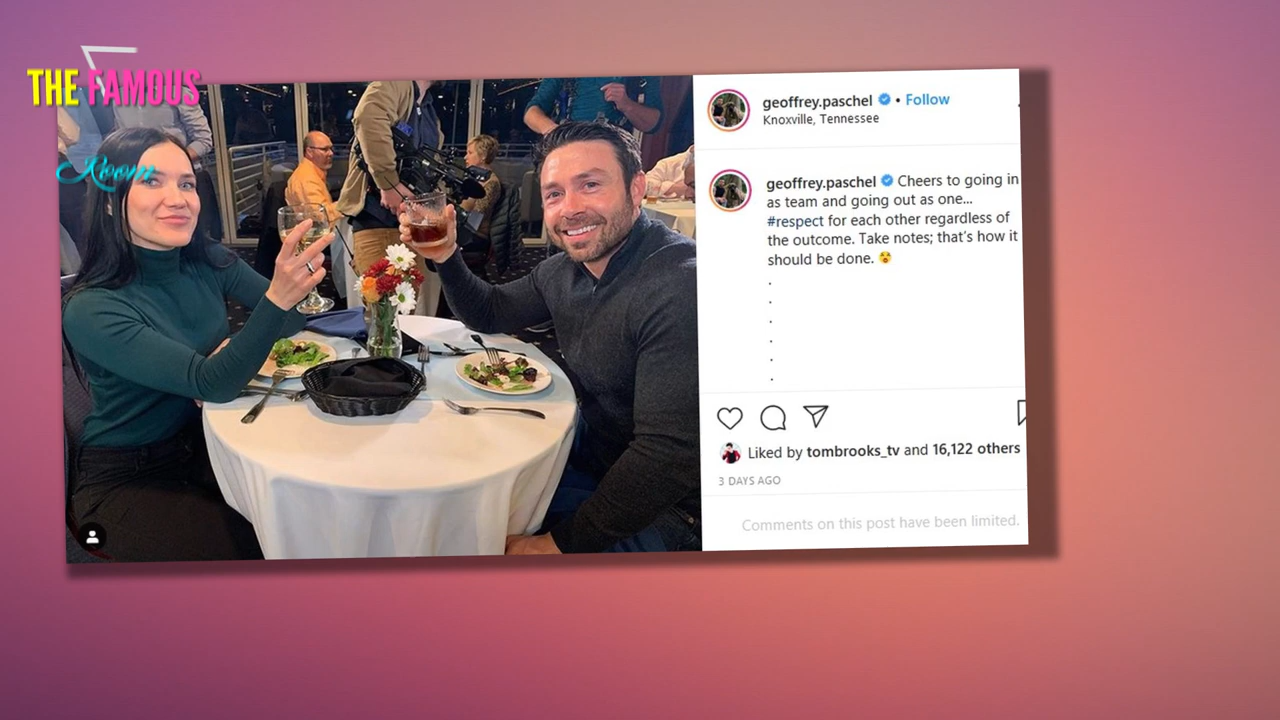 THE FAMOUS
Room
geoffrey.paschel • Follow
Knoxville, Tennessee
geoffrey.paschel Cheers to going in
as team and going out as one...
#respect for each other regardless of
the outcome. Take notes; that's how it
should be done. 😲
.
.
.
.
.
.
Liked by tombrooks_tv and 16,122 others
3 DAYS AGO
Comments on this post have been limited.